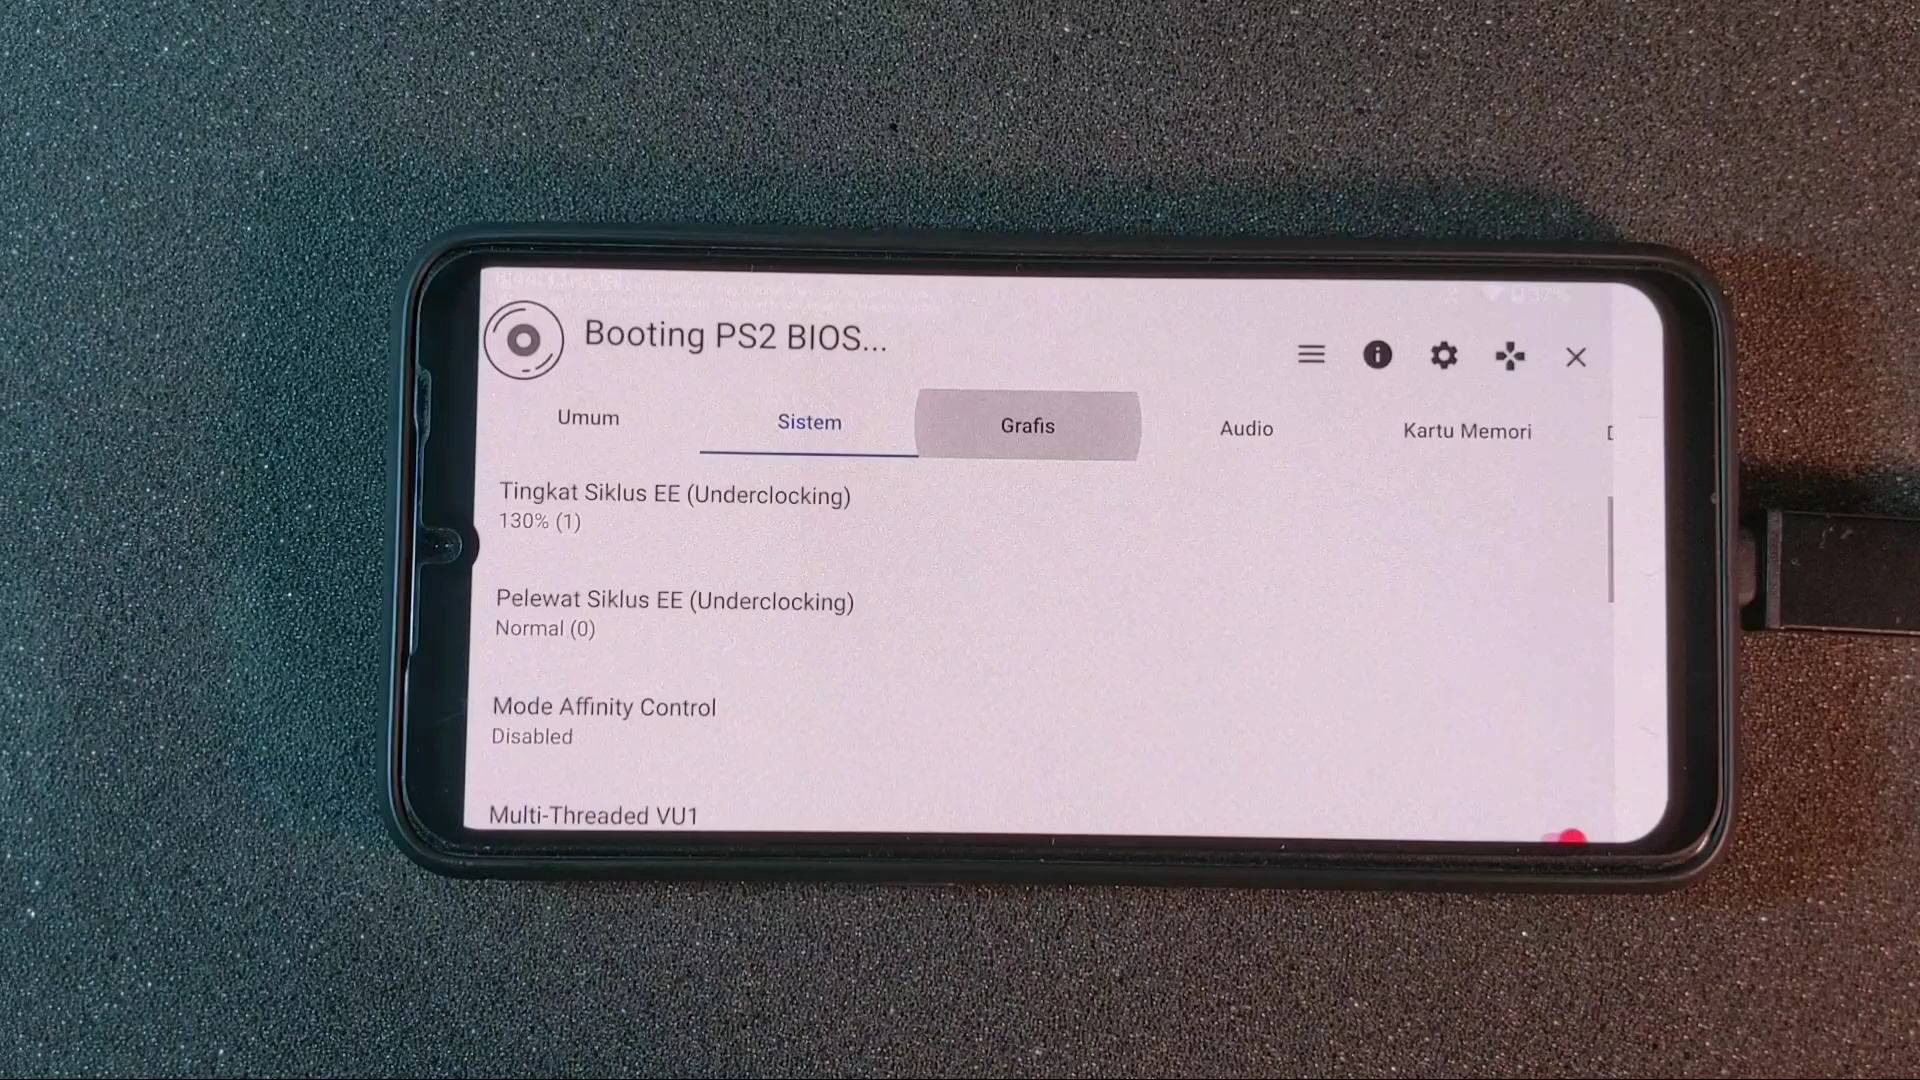 Booting PS2 BIOS...
Umum
Sistem
Grafis
Audio
Kartu Memori
Tingkat Siklus EE (Underclocking)
130% (1)
Pelewat Siklus EE (Underclocking)
Normal (0)
Mode Affinity Control
Disabled
Multi-Threaded VU1